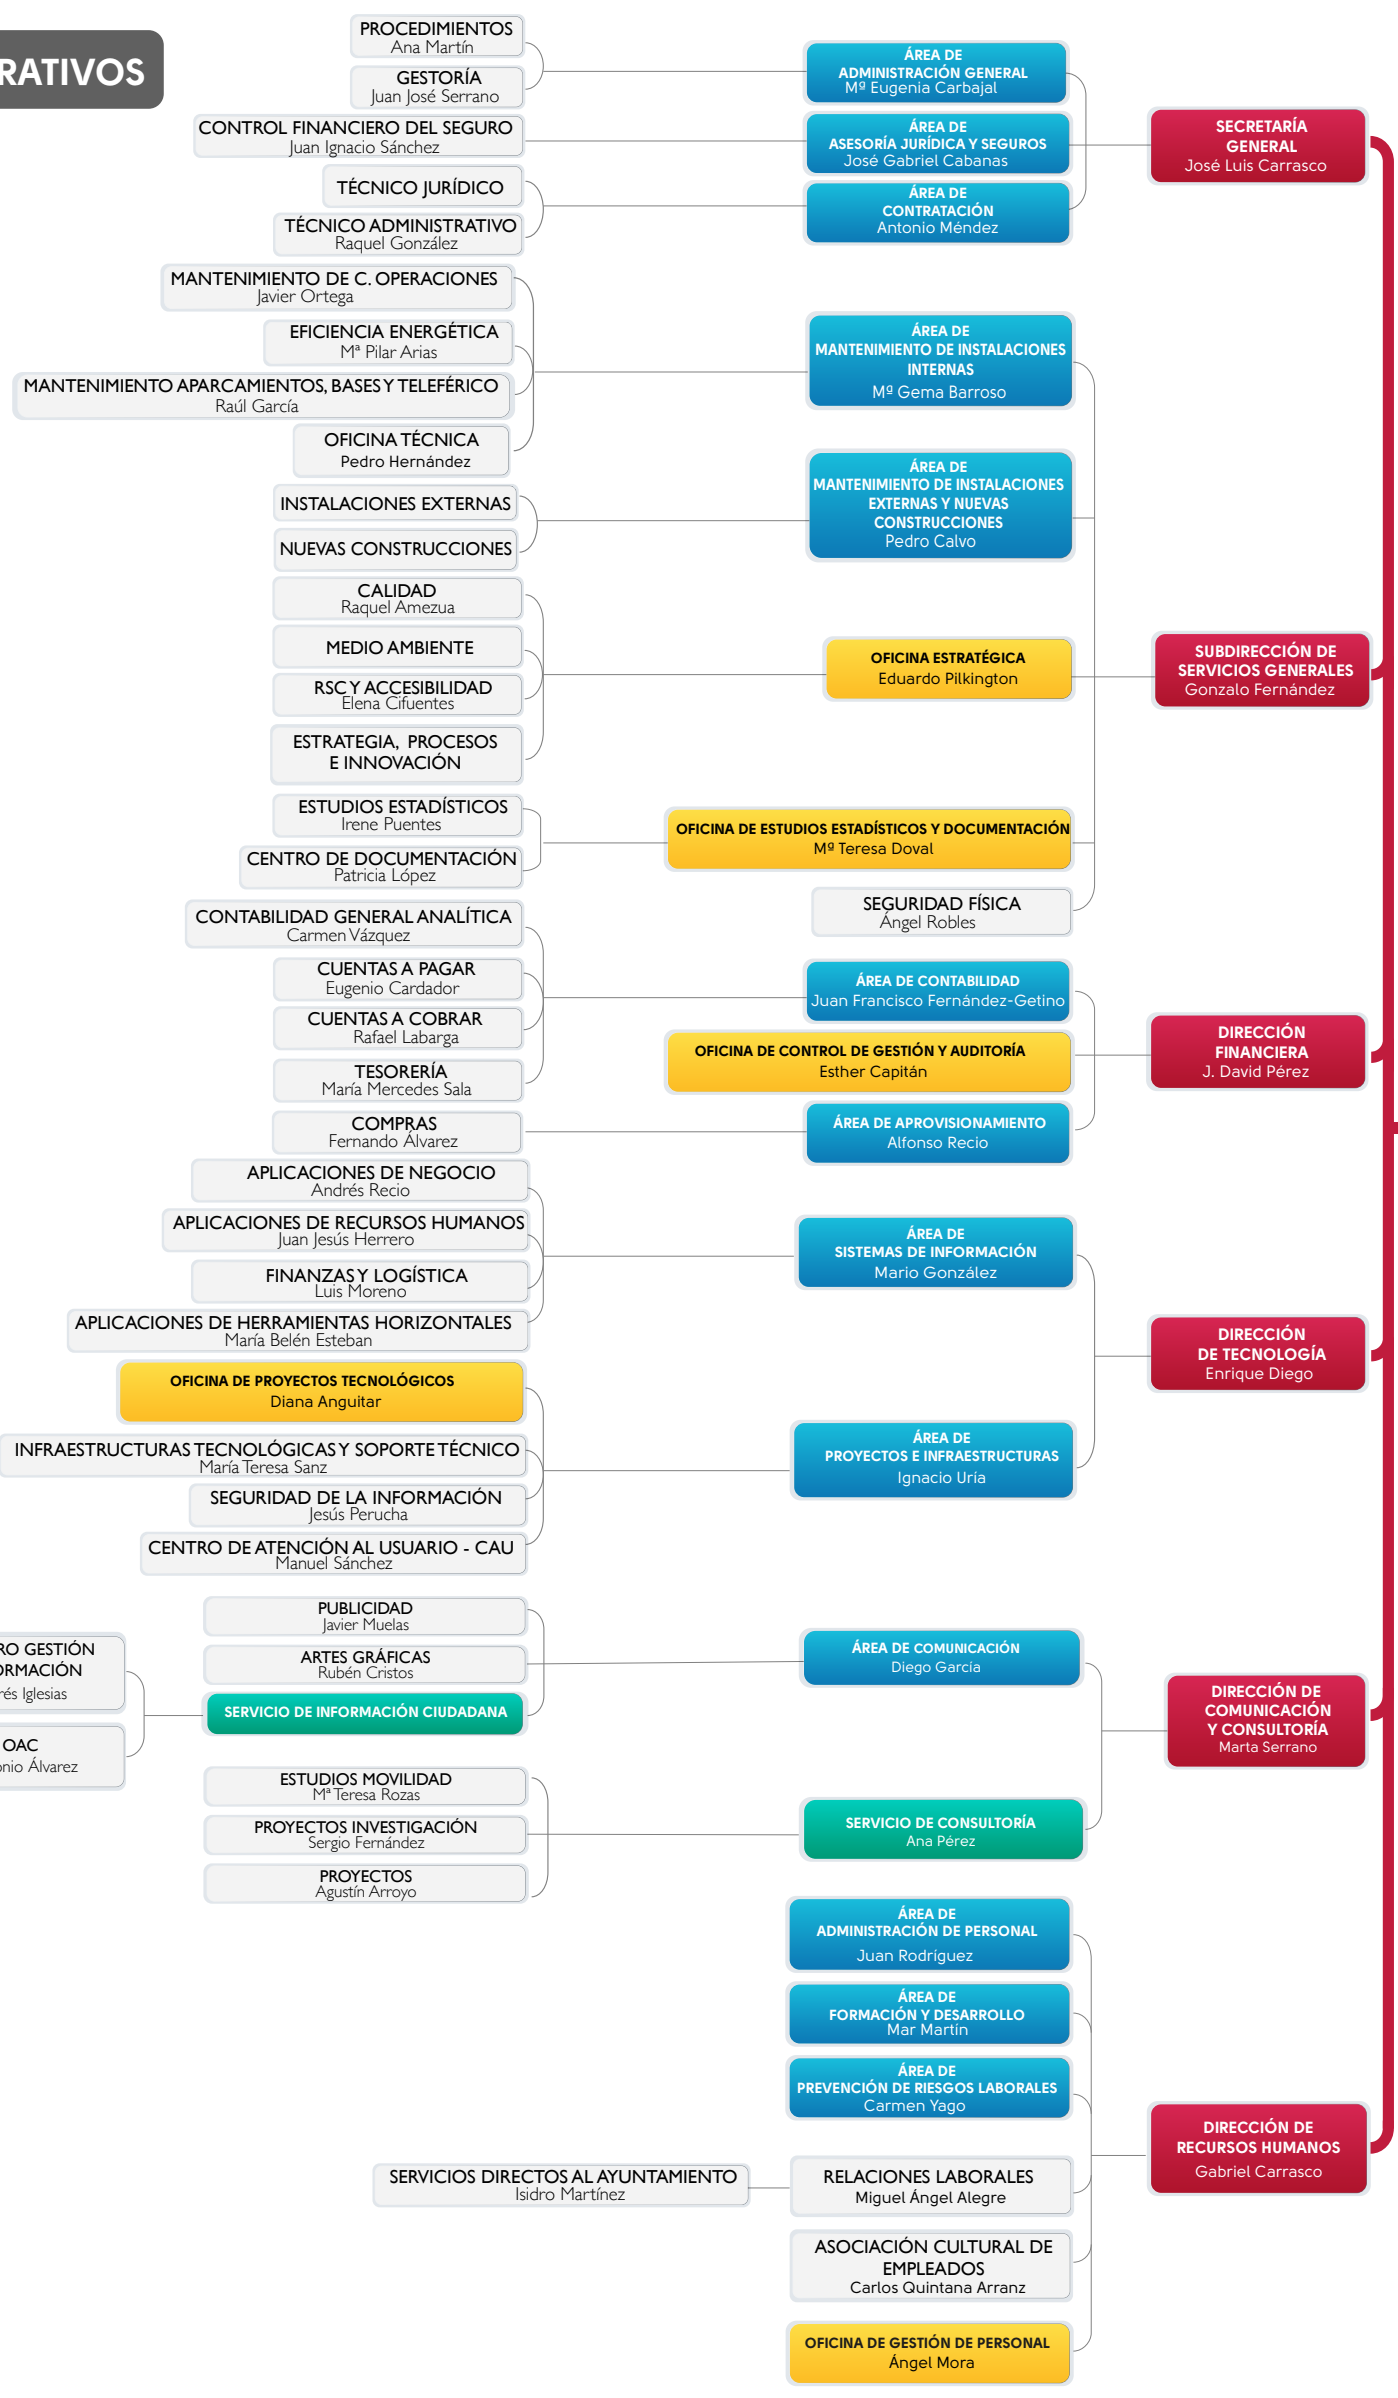 RATIVOS
PROCEDIMIENTOS
Ana Martín
GESTORÍA
Juan José Serrano
CONTROL FINANCIERO DEL SEGURO
Juan Ignacio Sánchez
TÉCNICO JURÍDICO
TÉCNICO ADMINISTRATIVO
Raquel González
ÁREA DE
ADMINISTRACIÓN GENERAL
Mª Eugenia Carbajal
ÁREA DE
ASESORÍA JURÍDICA Y SEGUROS
José Gabriel Cabanas
ÁREA DE
CONTRATACIÓN
Antonio Méndez
SECRETARÍA
GENERAL
José Luis Carrasco
MANTENIMIENTO DE C. OPERACIONES
Javier Ortega
EFICIENCIA ENERGÉTICA
Mª Pilar Arias
MANTENIMIENTO APARCAMIENTOS, BASES Y TELEFÉRICO
Raúl García
OFICINA TÉCNICA
Pedro Hernández
INSTALACIONES EXTERNAS
NUEVAS CONSTRUCCIONES
CALIDAD
Raquel Amezua
MEDIO AMBIENTE
RSC Y ACCESIBILIDAD
Elena Cifuentes
ESTRATEGIA, PROCESOS
E INNOVACIÓN
ESTUDIOS ESTADÍSTICOS
Irene Puentes
CENTRO DE DOCUMENTACIÓN
Patricia López
ÁREA DE
MANTENIMIENTO DE INSTALACIONES
INTERNAS
Mª Gema Barroso
ÁREA DE
MANTENIMIENTO DE INSTALACIONES
EXTERNAS Y NUEVAS
CONSTRUCCIONES
Pedro Calvo
OFICINA ESTRATÉGICA
Eduardo Pilkington
OFICINA DE ESTUDIOS ESTADÍSTICOS Y DOCUMENTACIÓN
Mª Teresa Doval
SEGURIDAD FÍSICA
Ángel Robles
SUBDIRECCIÓN DE
SERVICIOS GENERALES
Gonzalo Fernández
CONTABILIDAD GENERAL ANALÍTICA
Carmen Vázquez
CUENTAS A PAGAR
Eugenio Cardador
CUENTAS A COBRAR
Rafael Labarga
TESORERÍA
María Mercedes Sala
COMPRAS
Fernando Álvarez
ÁREA DE CONTABILIDAD
Juan Francisco Fernández-Getino
OFICINA DE CONTROL DE GESTIÓN Y AUDITORÍA
Esther Capitán
ÁREA DE APROVISIONAMIENTO
Alfonso Recio
DIRECCIÓN
FINANCIERA
J. David Pérez
APLICACIONES DE NEGOCIO
Andrés Recio
APLICACIONES DE RECURSOS HUMANOS
Juan Jesús Herrero
FINANZAS Y LOGÍSTICA
Luis Moreno
APLICACIONES DE HERRAMIENTAS HORIZONTALES
María Belén Esteban
OFICINA DE PROYECTOS TECNOLÓGICOS
Diana Anguitar
INFRAESTRUCTURAS TECNOLÓGICAS Y SOPORTE TÉCNICO
María Teresa Sanz
SEGURIDAD DE LA INFORMACIÓN
Jesús Perucha
CENTRO DE ATENCIÓN AL USUARIO - CAU
Manuel Sánchez
ÁREA DE
SISTEMAS DE INFORMACIÓN
Mario González
ÁREA DE
PROYECTOS E INFRAESTRUCTURAS
Ignacio Uría
DIRECCIÓN
DE TECNOLOGÍA
Enrique Diego
PUBLICIDAD
Javier Muelas
ARTES GRÁFICAS
Rubén Cristos
SERVICIO DE INFORMACIÓN CIUDADANA
RO GESTIÓN
ORMACIÓN
rés Iglesias
OAC
onio Álvarez
ESTUDIOS MOVILIDAD
Mª Teresa Rozas
PROYECTOS INVESTIGACIÓN
Sergio Fernández
PROYECTOS
Agustín Arroyo
ÁREA DE COMUNICACIÓN
Diego García
SERVICIO DE CONSULTORÍA
Ana Pérez
DIRECCIÓN DE
COMUNICACIÓN
Y CONSULTORÍA
Marta Serrano
ÁREA DE
ADMINISTRACIÓN DE PERSONAL
Juan Rodríguez
ÁREA DE
FORMACIÓN Y DESARROLLO
Mar Martín
ÁREA DE
PREVENCIÓN DE RIESGOS LABORALES
Carmen Yago
SERVICIOS DIRECTOS AL AYUNTAMIENTO
Isidro Martínez
RELACIONES LABORALES
Miguel Ángel Alegre
ASOCIACIÓN CULTURAL DE
EMPLEADOS
Carlos Quintana Arranz
OFICINA DE GESTIÓN DE PERSONAL
Ángel Mora
DIRECCIÓN DE
RECURSOS HUMANOS
Gabriel Carrasco